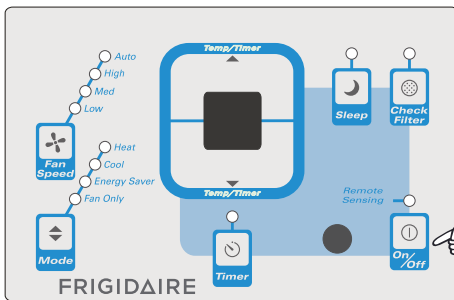 Temp/Timer
Auto
High
Med
Low
Fan
Speed
Sleep
Check
Filter
Heat
Cool
Energy Saver
Fan Only
Mode
Temp/Timer
Remote
Sensing
Timer
On/Off
FRIGIDAIRE